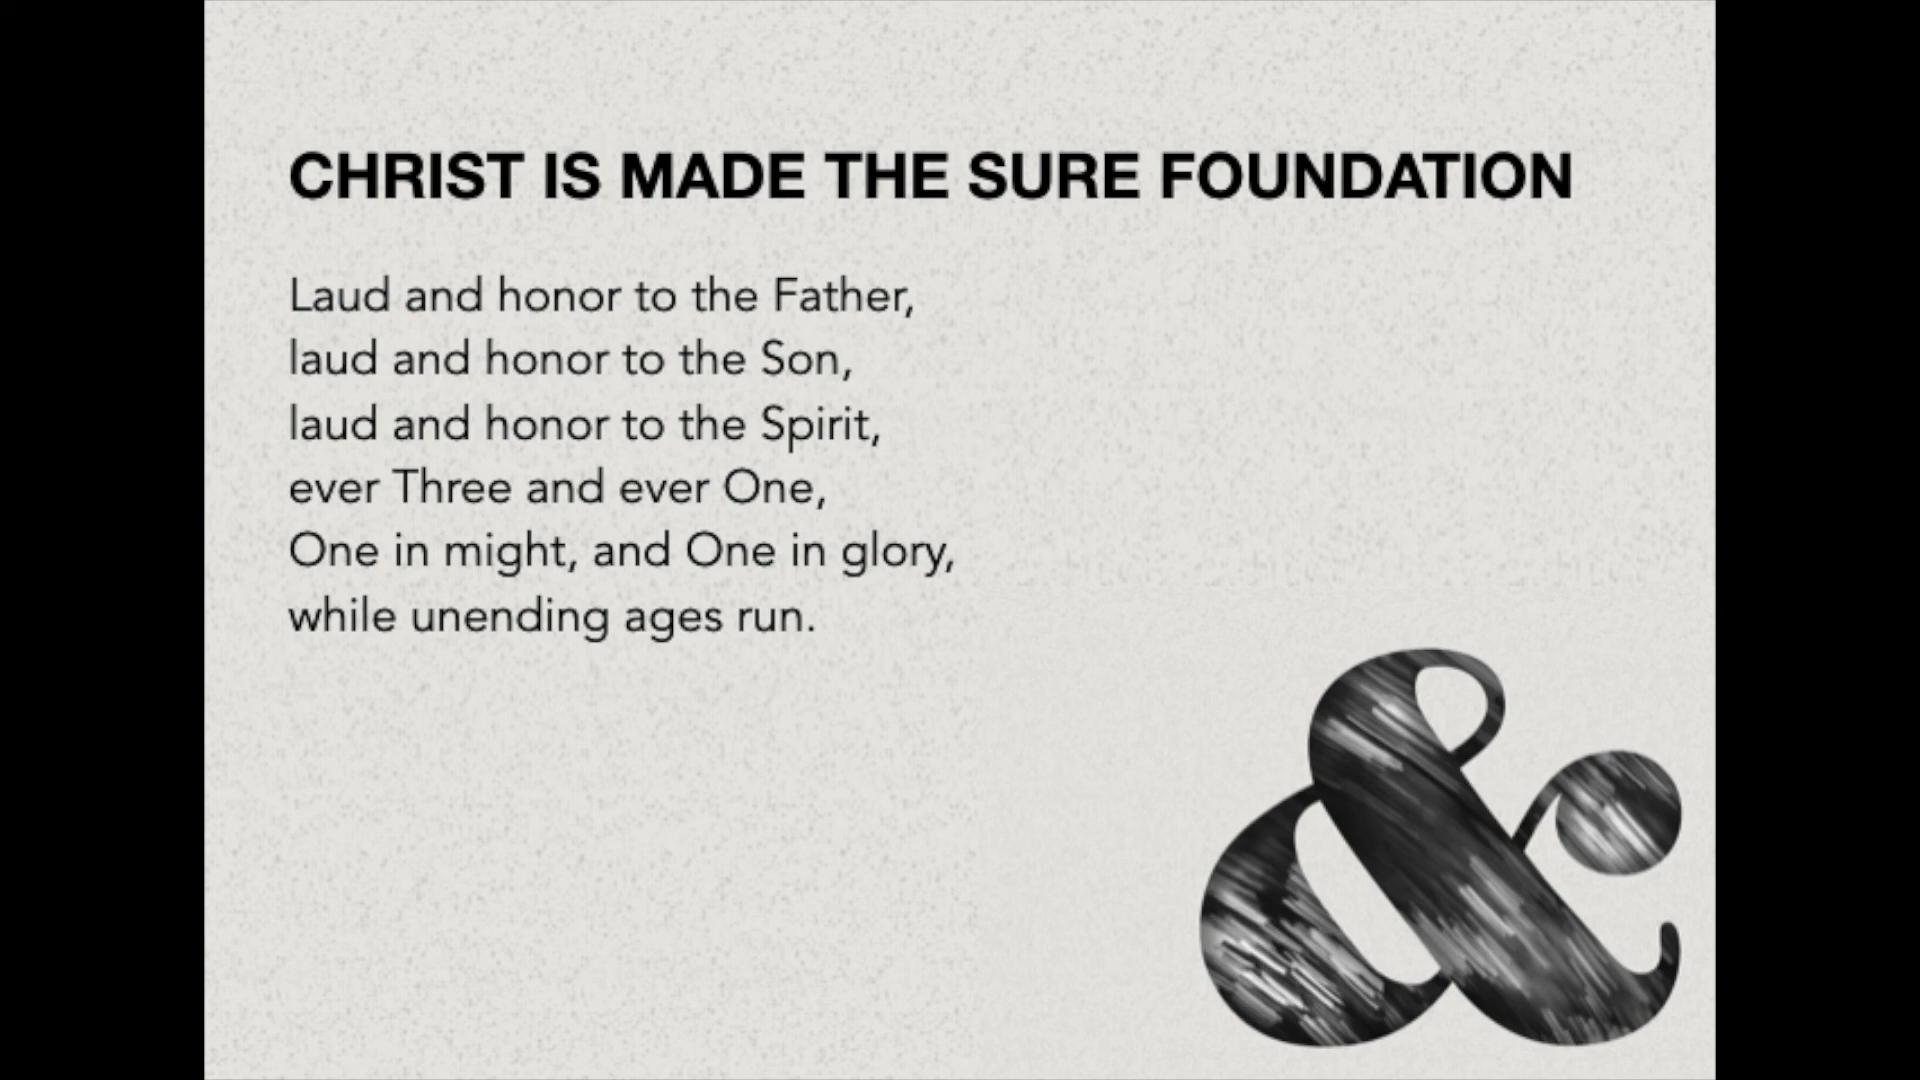 CHRIST IS MADE THE SURE FOUNDATION
Laud and honor to the Father,
laud and honor to the Son,
laud and honor to the Spirit,
ever Three and ever One,
One in might, and One in glory,
while unending ages run.
&